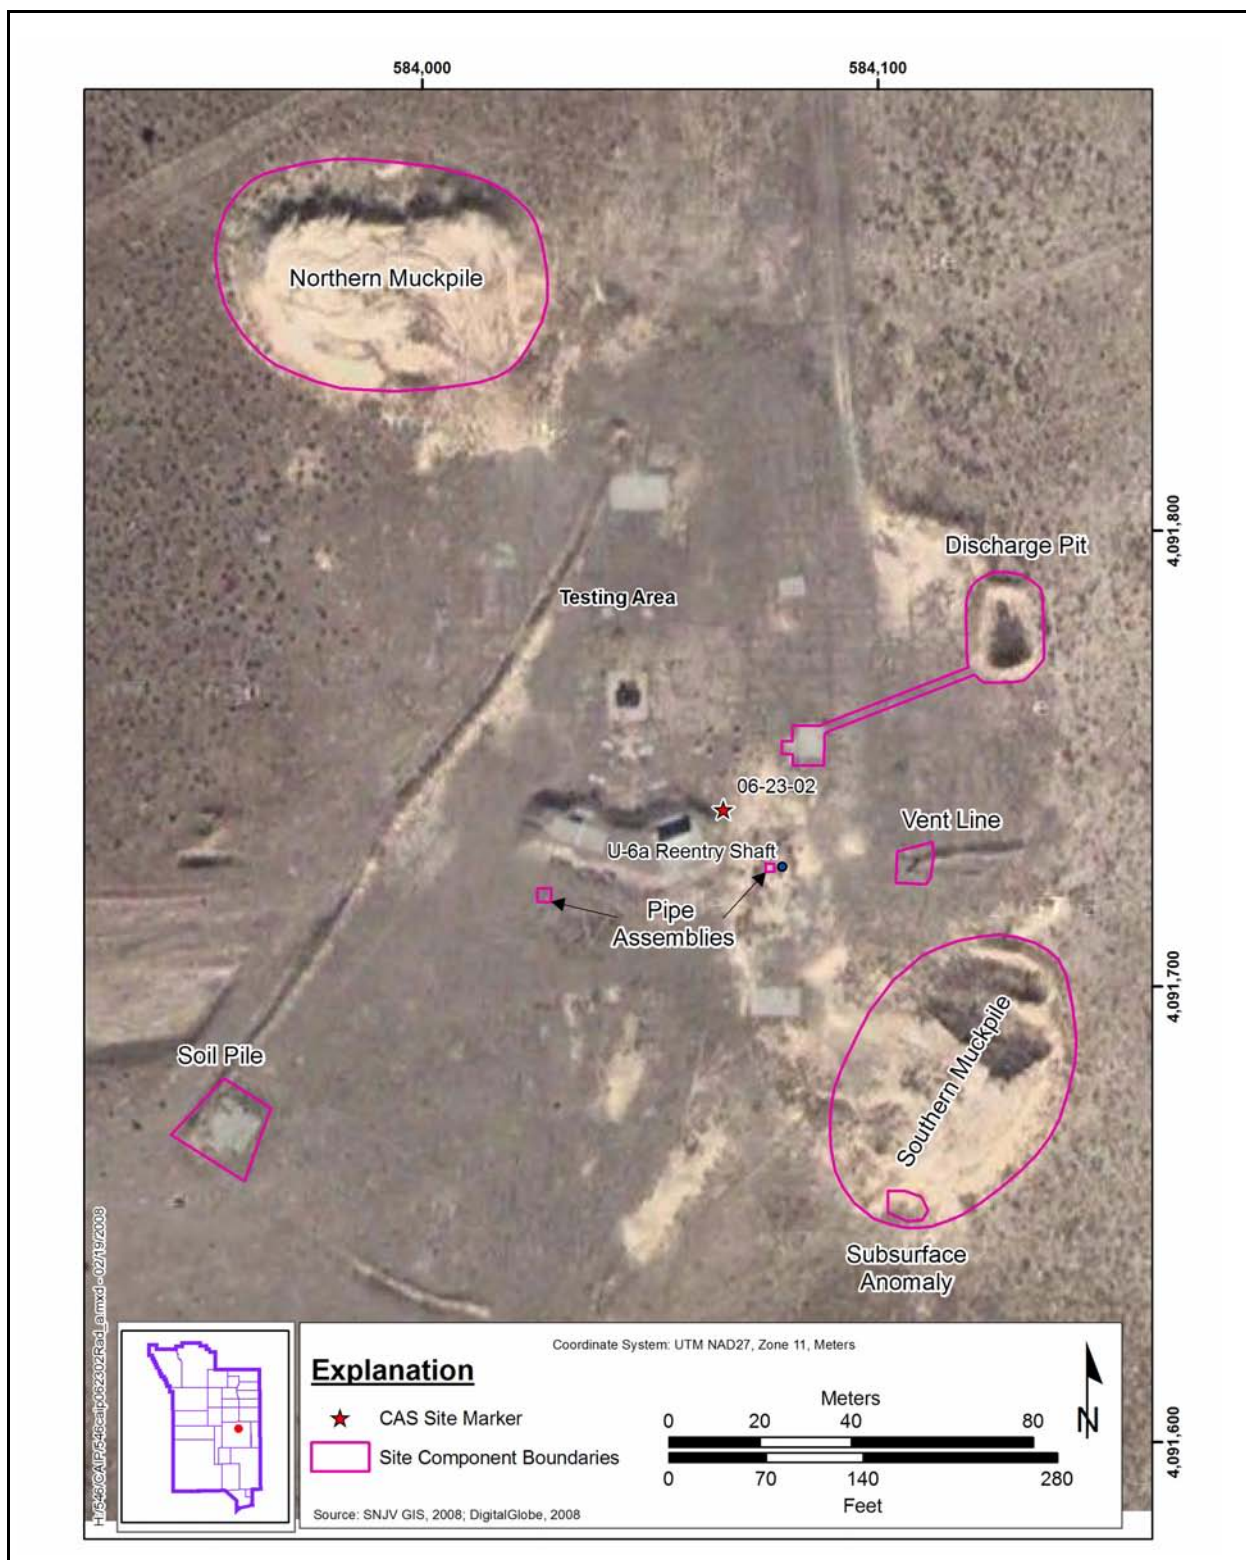 584,000
584,100
Northern Muckpile
4,091,800
Discharge Pit
Testing Area
06-23-02
Vent Line
U-6a Reentry Shaft
Pipe
Assemblies
4,091,700
Southern Muckpile
Soil Pile
Subsurface
Anomaly
Coordinate System: UTM NAD27, Zone 11, Meters
Explanation
CAS Site Marker
Site Component Boundaries
Source: SNJV GIS, 2008; DigitalGlobe, 2008
Meters
0 20 40 80
0 70 140 280
Feet
N
4,091,600